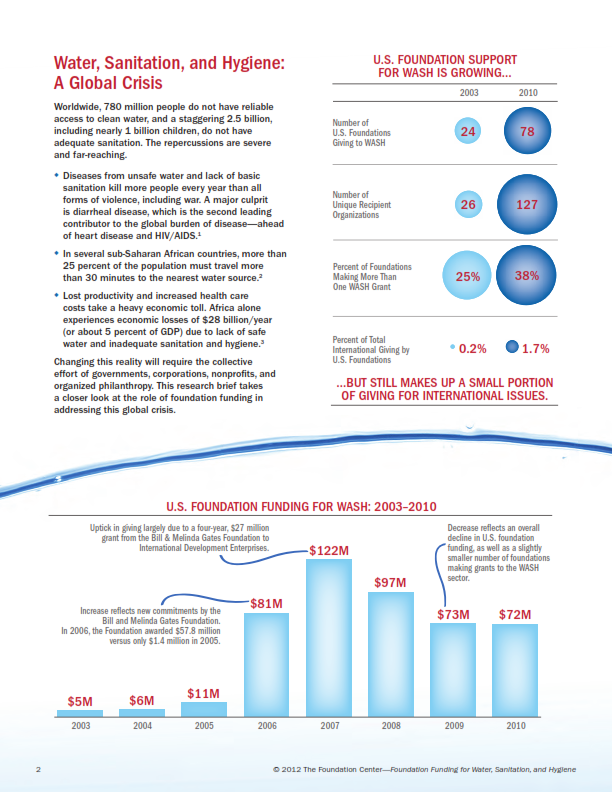 Water, Sanitation, and Hygiene:
A Global Crisis
Worldwide, 780 million people do not have reliable
access to clean water, and a staggering 2.5 billion,
including nearly 1 billion children, do not have
adequate sanitation. The repercussions are severe
and far-reaching.
• Diseases from unsafe water and lack of basic
sanitation kill more people every year than all
forms of violence, including war. A major culprit
is diarrheal disease, which is the second leading
contributor to the global burden of disease—ahead
of heart disease and HIV/AIDS.¹
• In several sub-Saharan African countries, more than
25 percent of the population must travel more
than 30 minutes to the nearest water source.²
• Lost productivity and increased health care
costs take a heavy economic toll. Africa alone
experiences economic losses of $28 billion/year
(or about 5 percent of GDP) due to lack of safe
water and inadequate sanitation and hygiene.³
Changing this reality will require the collective
effort of governments, corporations, nonprofits, and
organized philanthropy. This research brief takes
a closer look at the role of foundation funding in
addressing this global crisis.
U.S. FOUNDATION SUPPORT
FOR WASH IS GROWING...
2003 2010
Number of
U.S. Foundations
Giving to WASH
24 78
Number of
Unique Recipient
Organizations
26 127
Percent of Foundations
Making More Than
One WASH Grant
25% 38%
Percent of Total
International Giving by
U.S. Foundations
0.2% 1.7%
...BUT STILL MAKES UP A SMALL PORTION
OF GIVING FOR INTERNATIONAL ISSUES.
U.S. FOUNDATION FUNDING FOR WASH: 2003–2010
Uptick in giving largely due to a four-year, $27 million
grant from the Bill & Melinda Gates Foundation to
International Development Enterprises.
Decrease reflects an overall
decline in U.S. foundation
funding, as well as a slightly
smaller number of foundations
making grants to the WASH
sector.
Increase reflects new commitments by the
Bill and Melinda Gates Foundation.
In 2006, the Foundation awarded $57.8 million
versus only $1.4 million in 2005.
$5M $6M $11M $81M $122M $97M $73M $72M
2003 2004 2005 2006 2007 2008 2009 2010
2 © 2012 The Foundation Center—Foundation Funding for Water, Sanitation, and Hygiene